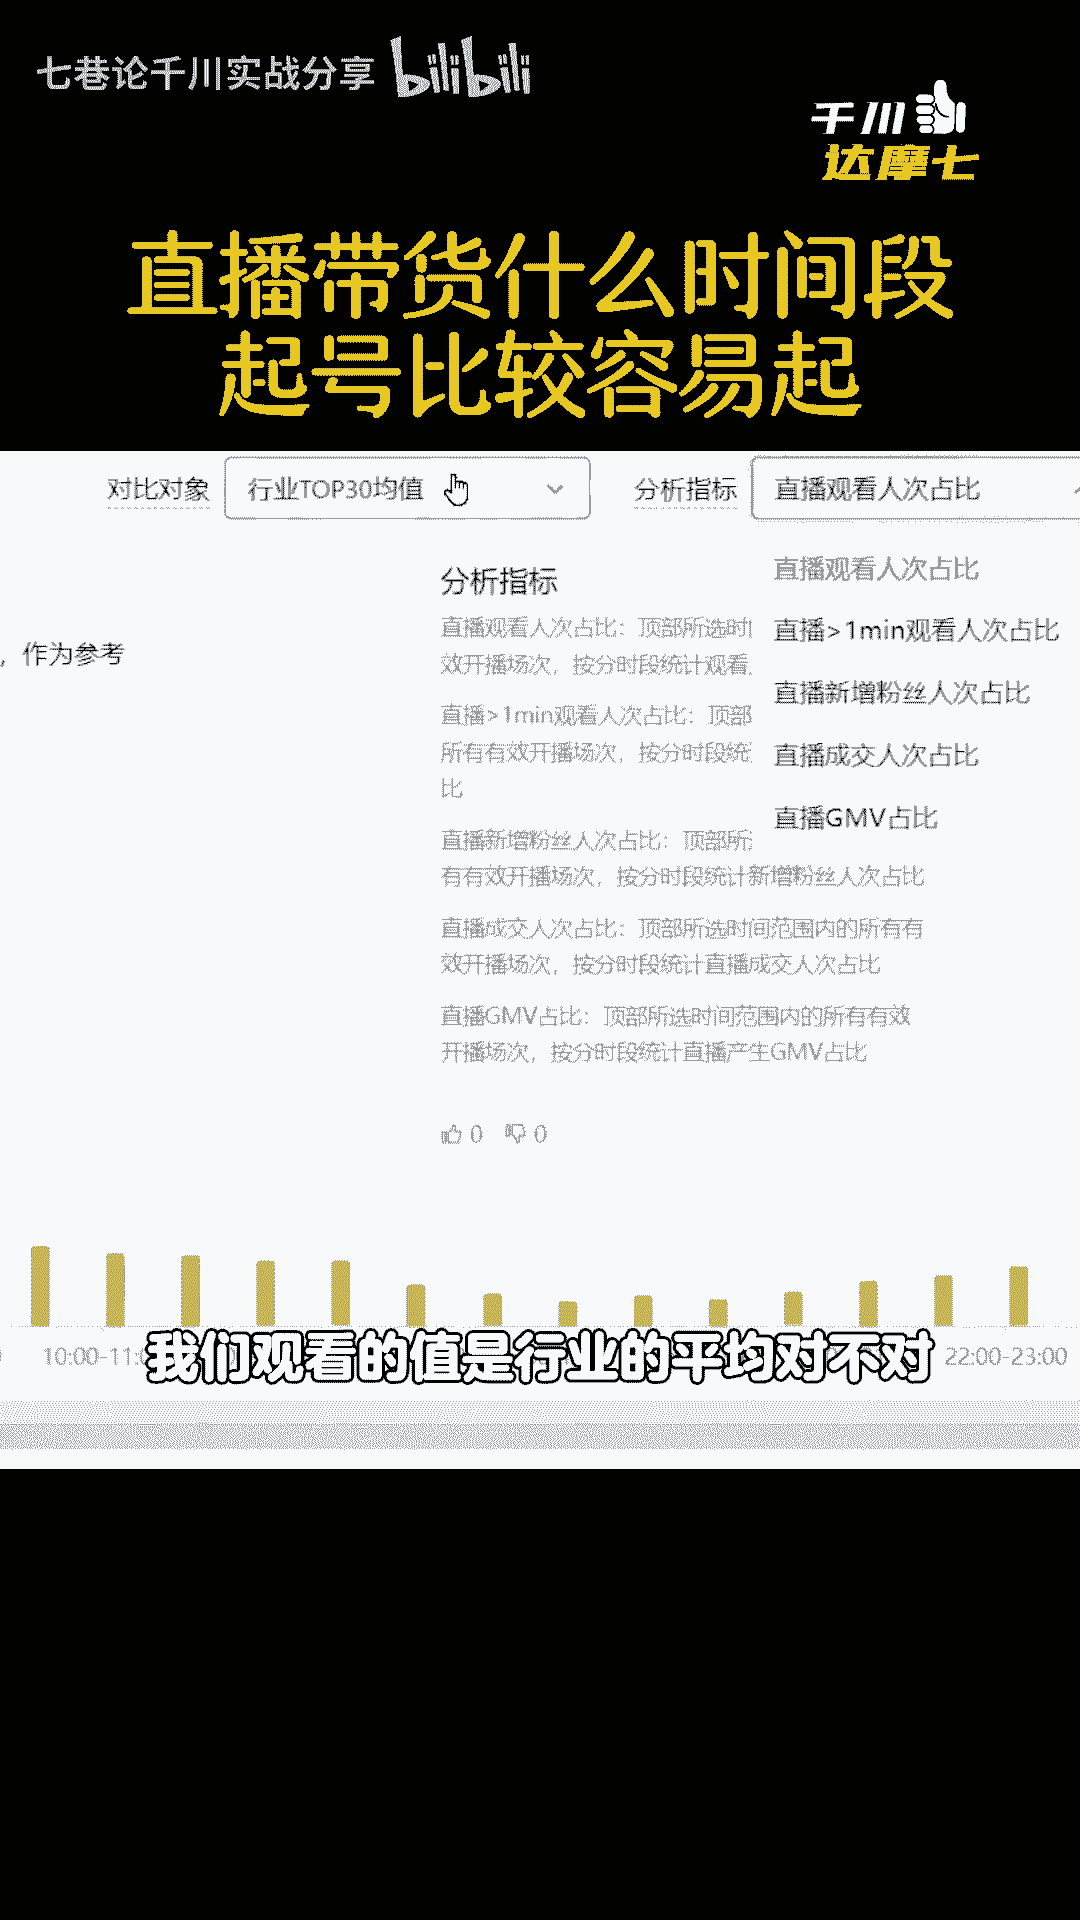 七巷论千川实战分享 bilibili
千川
达摩七
直播带货什么时间段
起号比较容易起
对比对象 行业TOP30均值 分析指标 直播观看人次占比
分析指标
直播观看人次占比：顶部所选时
效开播场次，按分时段统计观看
直播>1min观看人次占比：顶部
所有有效开播场次，按分时段统
比
直播新增粉丝人次占比：顶部所
有有效开播场次，按分时段统计新增粉丝人次占比
直播成交人次占比：顶部所选时间范围内的所有有
效开播场次，按分时段统计直播成交人次占比
直播GMV占比：顶部所选时间范围内的所有有效
开播场次，按分时段统计直播产生GMV占比
0 0
直播观看人次占比
直播>1min观看人次占比
直播新增粉丝人次占比
直播成交人次占比
直播GMV占比
，作为参考
10:00-11:
22:00-23:00
我们观看的值是行业的平均对不对